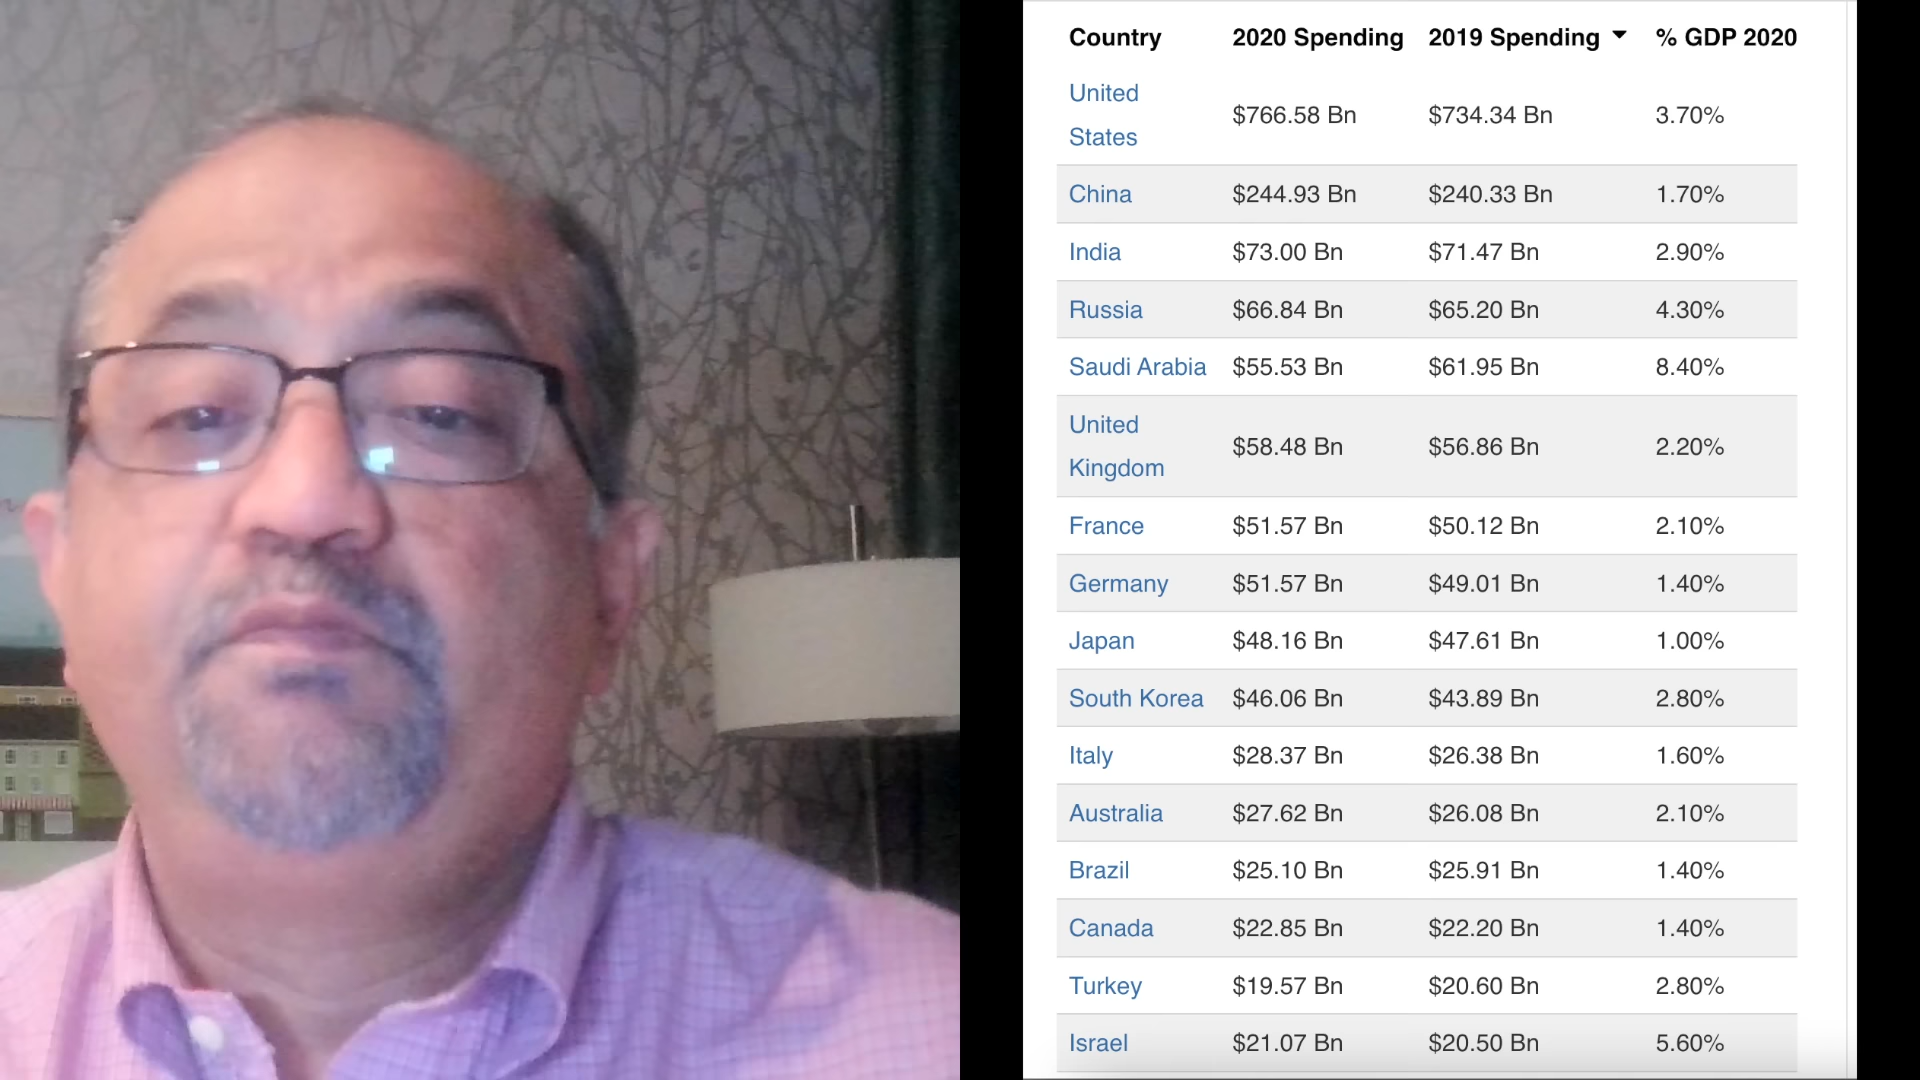 Country 2020 Spending 2019 Spending % GDP 2020
United States $766.58 Bn $734.34 Bn 3.70%
China $244.93 Bn $240.33 Bn 1.70%
India $73.00 Bn $71.47 Bn 2.90%
Russia $66.84 Bn $65.20 Bn 4.30%
Saudi Arabia $55.53 Bn $61.95 Bn 8.40%
United Kingdom $58.48 Bn $56.86 Bn 2.20%
France $51.57 Bn $50.12 Bn 2.10%
Germany $51.57 Bn $49.01 Bn 1.40%
Japan $48.16 Bn $47.61 Bn 1.00%
South Korea $46.06 Bn $43.89 Bn 2.80%
Italy $28.37 Bn $26.38 Bn 1.60%
Australia $27.62 Bn $26.08 Bn 2.10%
Brazil $25.10 Bn $25.91 Bn 1.40%
Canada $22.85 Bn $22.20 Bn 1.40%
Turkey $19.57 Bn $20.60 Bn 2.80%
Israel $21.07 Bn $20.50 Bn 5.60%